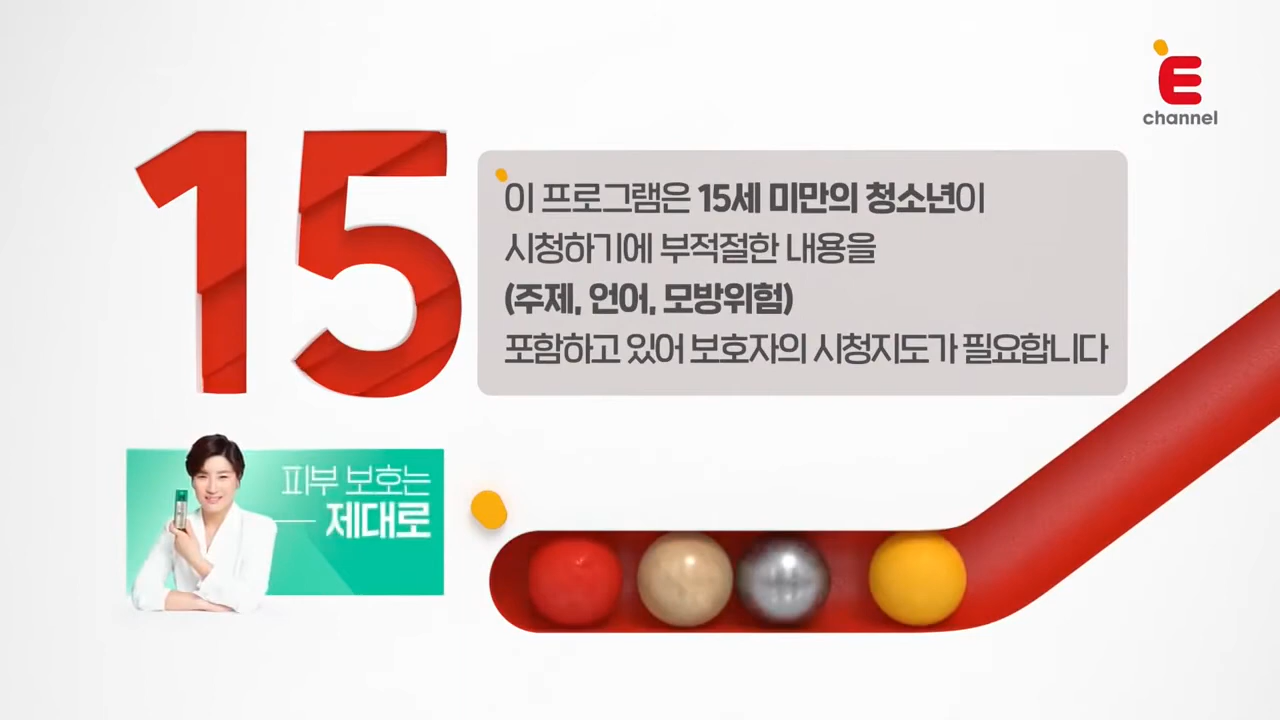 15
이 프로그램은 15세 미만의 청소년이
시청하기에 부적절한 내용을
(주제, 언어, 모방위험)
포함하고 있어 보호자의 시청지도가 필요합니다
E
channel
피부 보호는
제대로